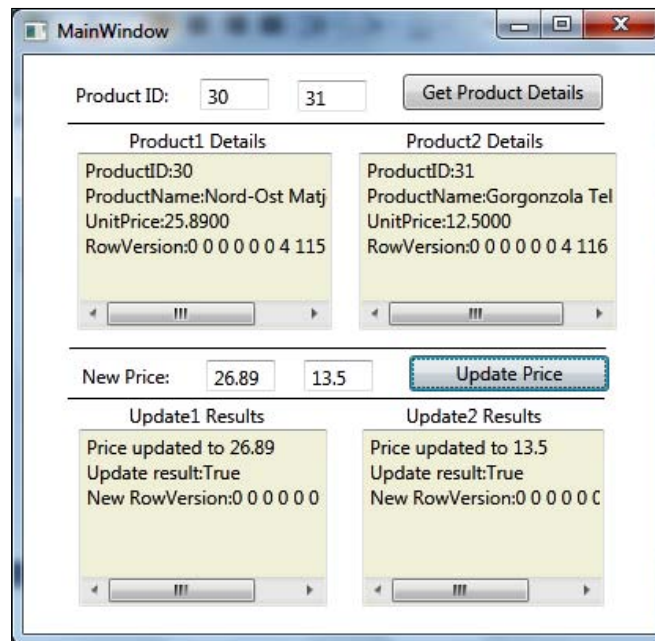 MainWindow
Product ID: 30 31 Get Product Details
Product1 Details Product2 Details
ProductID:30
ProductName:Nord-Ost Matj
UnitPrice:25.8900
RowVersion:0 0 0 0 0 0 4 115
ProductID:31
ProductName:Gorgonzola Tel
UnitPrice:12.5000
RowVersion:0 0 0 0 0 0 4 116
New Price: 26.89 13.5 Update Price
Update1 Results Update2 Results
Price updated to 26.89
Update result:True
New RowVersion:0 0 0 0 0 0
Price updated to 13.5
Update result:True
New RowVersion:0 0 0 0 0 0